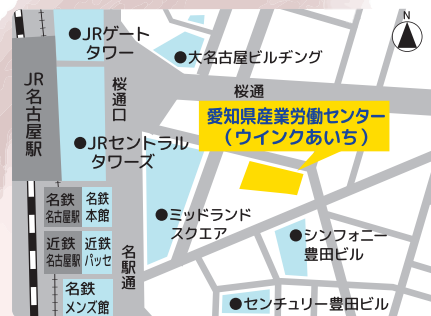 N
●JRゲート
タワー
●大名古屋ビルヂング
JR名古屋駅
桜通口
桜通
愛知県産業労働センター
（ウインクあいち）
●JRセントラル
タワーズ
名鉄
名古屋駅
名鉄
本館
●ミッドランド
スクエア
近鉄
名古屋駅
近鉄
パッセ
名駅通
●シンフォニー
豊田ビル
名鉄
メンズ館
●センチュリー豊田ビル